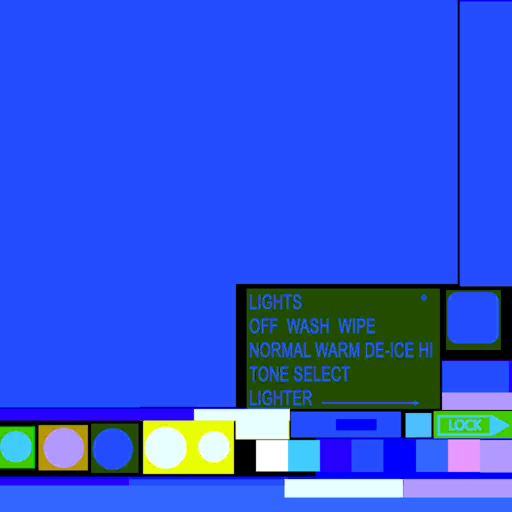 LIGHTS
OFF WASH WIPE
NORMAL WARM DE-ICE HI
TONE SELECT
LIGHTER
LOCK